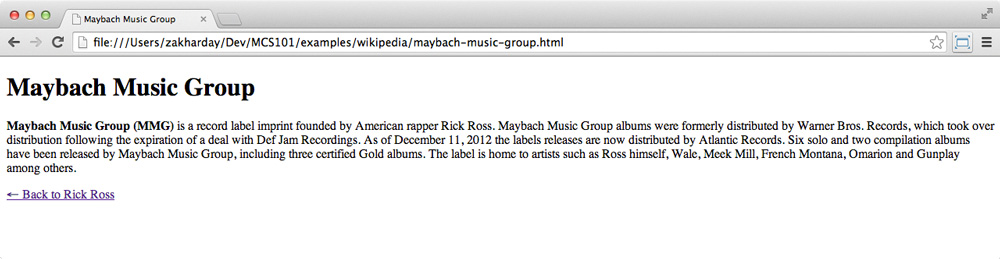 Maybach Music Group
file:///Users/zakharday/Dev/MCS101/examples/wikipedia/maybach-music-group.html
Maybach Music Group
Maybach Music Group (MMG) is a record label imprint founded by American rapper Rick Ross. Maybach Music Group albums were formerly distributed by Warner Bros. Records, which took over
distribution following the expiration of a deal with Def Jam Recordings. As of December 11, 2012 the labels releases are now distributed by Atlantic Records. Six solo and two compilation albums
have been released by Maybach Music Group, including three certified Gold albums. The label is home to artists such as Ross himself, Wale, Meek Mill, French Montana, Omarion and Gunplay
among others.
← Back to Rick Ross